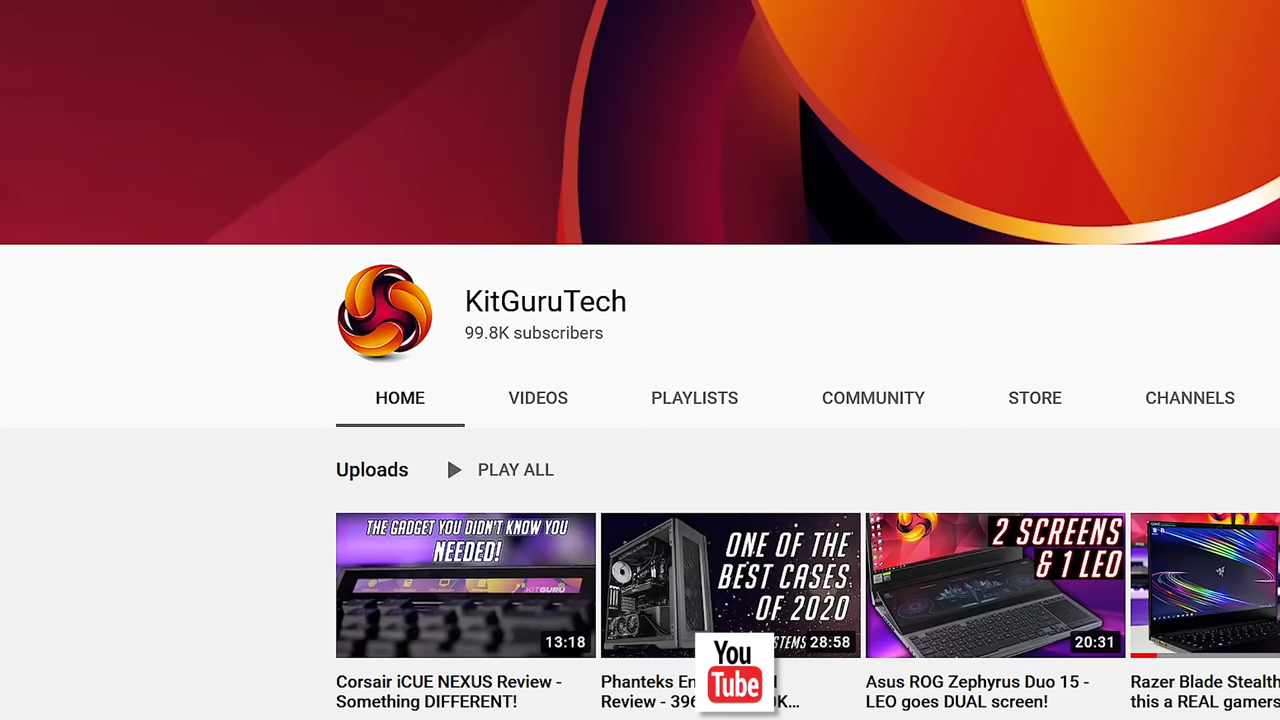 KitGuruTech
99.8K subscribers
HOME VIDEOS PLAYLISTS COMMUNITY STORE CHANNELS
Uploads PLAY ALL
THE GADGET YOU DIDN'T KNOW YOU
NEEDED!
KITGURU
13:18
ONE OF THE
BEST CASES
OF 2020
28:58
2 SCREENS
& 1 LEO
20:31
Corsair iCUE NEXUS Review -
Something DIFFERENT!
Phanteks
Review -
Asus ROG Zephyrus Duo 15 -
LEO goes DUAL screen!
Razer Blade Stealth
this a REAL gamers
You
Tube